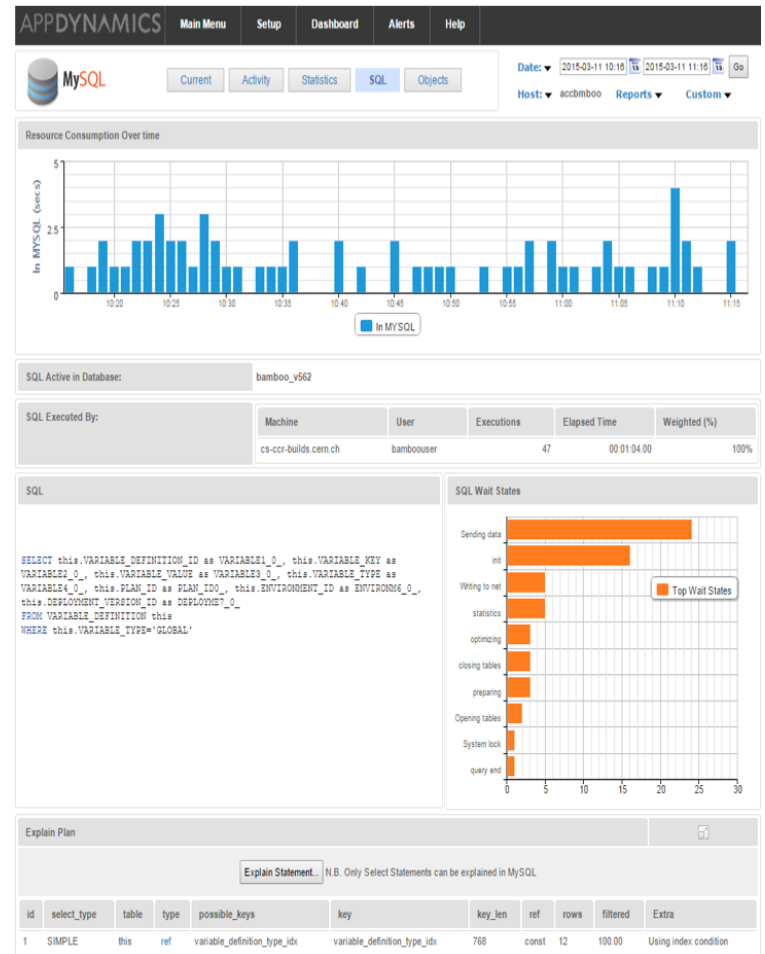 APPDYNAMICS Main Menu Setup Dashboard Alerts Help
MySQL Current Activity Statistics SQL Objects
Date: 2015-03-11 10:16 2015-03-11 11:16 Go
Host: accbmboo Reports Custom
Resource Consumption Over time
In MYSQL (secs)
5
2.5
0
10:20 10:25 10:30 10:35 10:40 10:45 10:50 10:55 11:00 11:05 11:10 11:15
In MYSQL
SQL Active in Database: bamboo_v562
SQL Executed By:
Machine User Executions Elapsed Time Weighted (%)
cs-ccr-builds.cern.ch bamboouser 47 00:01:04.00 100%
SQL
SELECT this.VARIABLE_DEFINITION_ID as VARIABLE1_0_, this.VARIABLE_KEY as
VARIABLE2_0_, this.VARIABLE_VALUE as VARIABLE3_0_, this.VARIABLE_TYPE as
VARIABLE4_0_, this.PLAN_ID as PLAN_ID0_, this.ENVIRONMENT_ID as ENVIRONM6_0_,
this.DEPLOYMENT_VERSION_ID as DEPLOYME7_0_
FROM VARIABLE_DEFINITION this
WHERE this.VARIABLE_TYPE='GLOBAL'
SQL Wait States
Sending data
init
Writing to net
statistics
optimizing
closing tables
preparing
Opening tables
System lock
query end
0 5 10 15 20 25 30
Top Wait States
Explain Plan
Explain Statement... N.B. Only Select Statements can be explained in MySQL
id select_type table type possible_keys key key_len ref rows filtered Extra
1 SIMPLE this ref variable_definition_type_idx variable_definition_type_idx 768 const 12 100.00 Using index condition